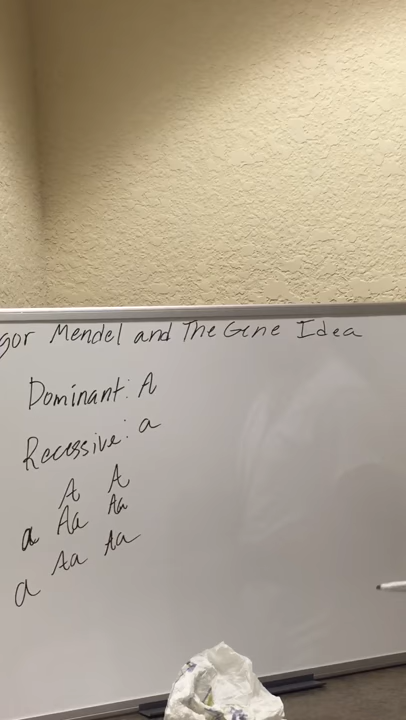 gor Mendel and The Gene Idea
Dominant: A
Recessive: a
A A
a Aa Aa
a Aa Aa